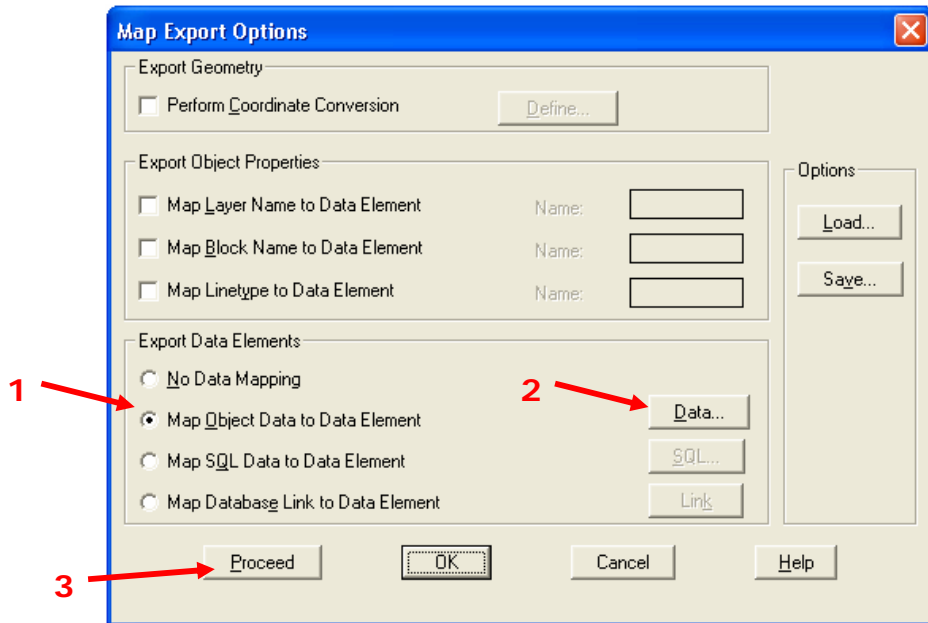 Map Export Options
Export Geometry
Perform Coordinate Conversion
Define...
Export Object Properties
Map Layer Name to Data Element
Name:
Map Block Name to Data Element
Name:
Map Linetype to Data Element
Name:
Options
Load...
Save...
Export Data Elements
No Data Mapping
1
Map Object Data to Data Element
2
Data...
Map SQL Data to Data Element
SQL...
Map Database Link to Data Element
Link
3
Proceed
OK
Cancel
Help